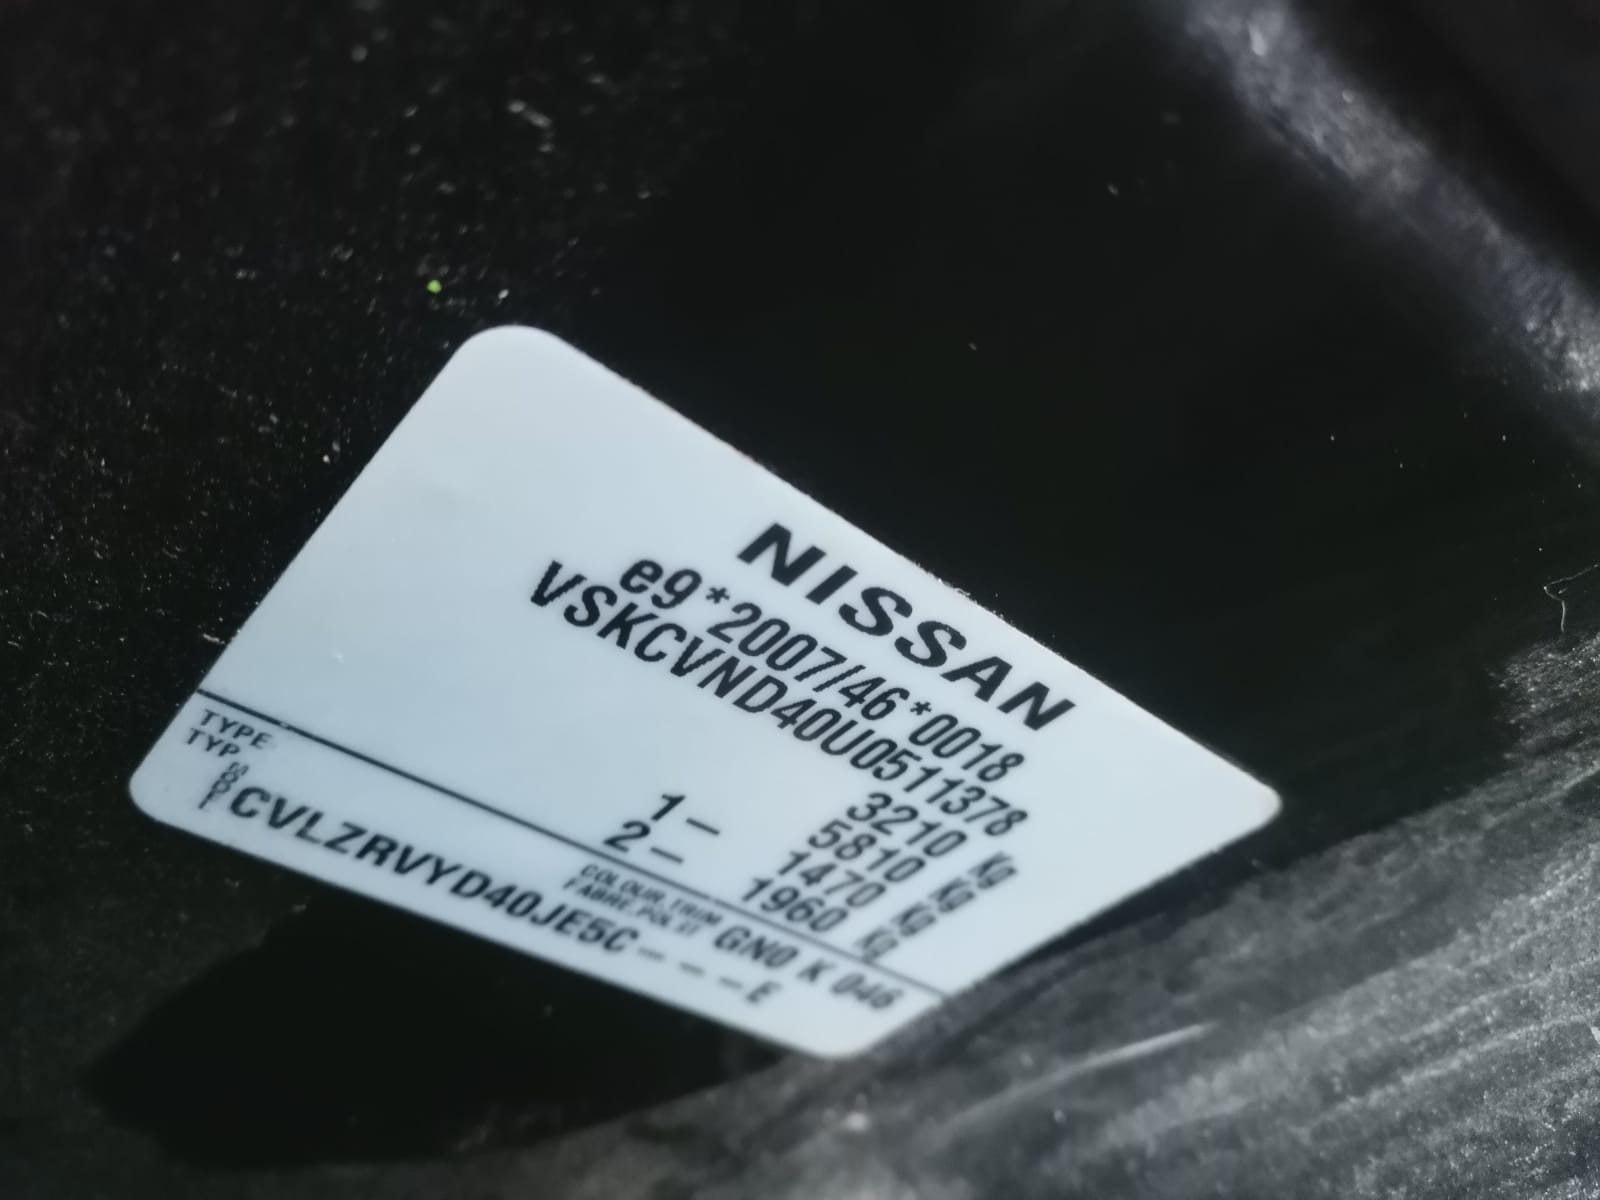 NISSAN
e9*2007/46*0018
VSKCVND40U0511378
3210 kg
5810 kg
1- 1470 kg
2- 1960 kg
TYPE
TYP
COLOUR,TRIM
GN0 K 046
CVLZRVYD40JE5C----E